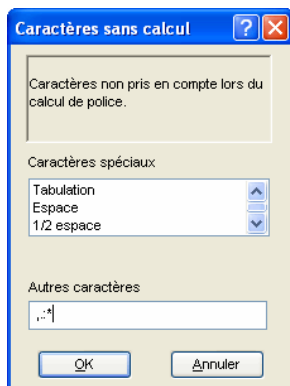 Caractères sans calcul
Caractères non pris en compte lors du
calcul de police.
Caractères spéciaux
Tabulation
Espace
1/2 espace
Autres caractères
,.:*
OK
Annuler